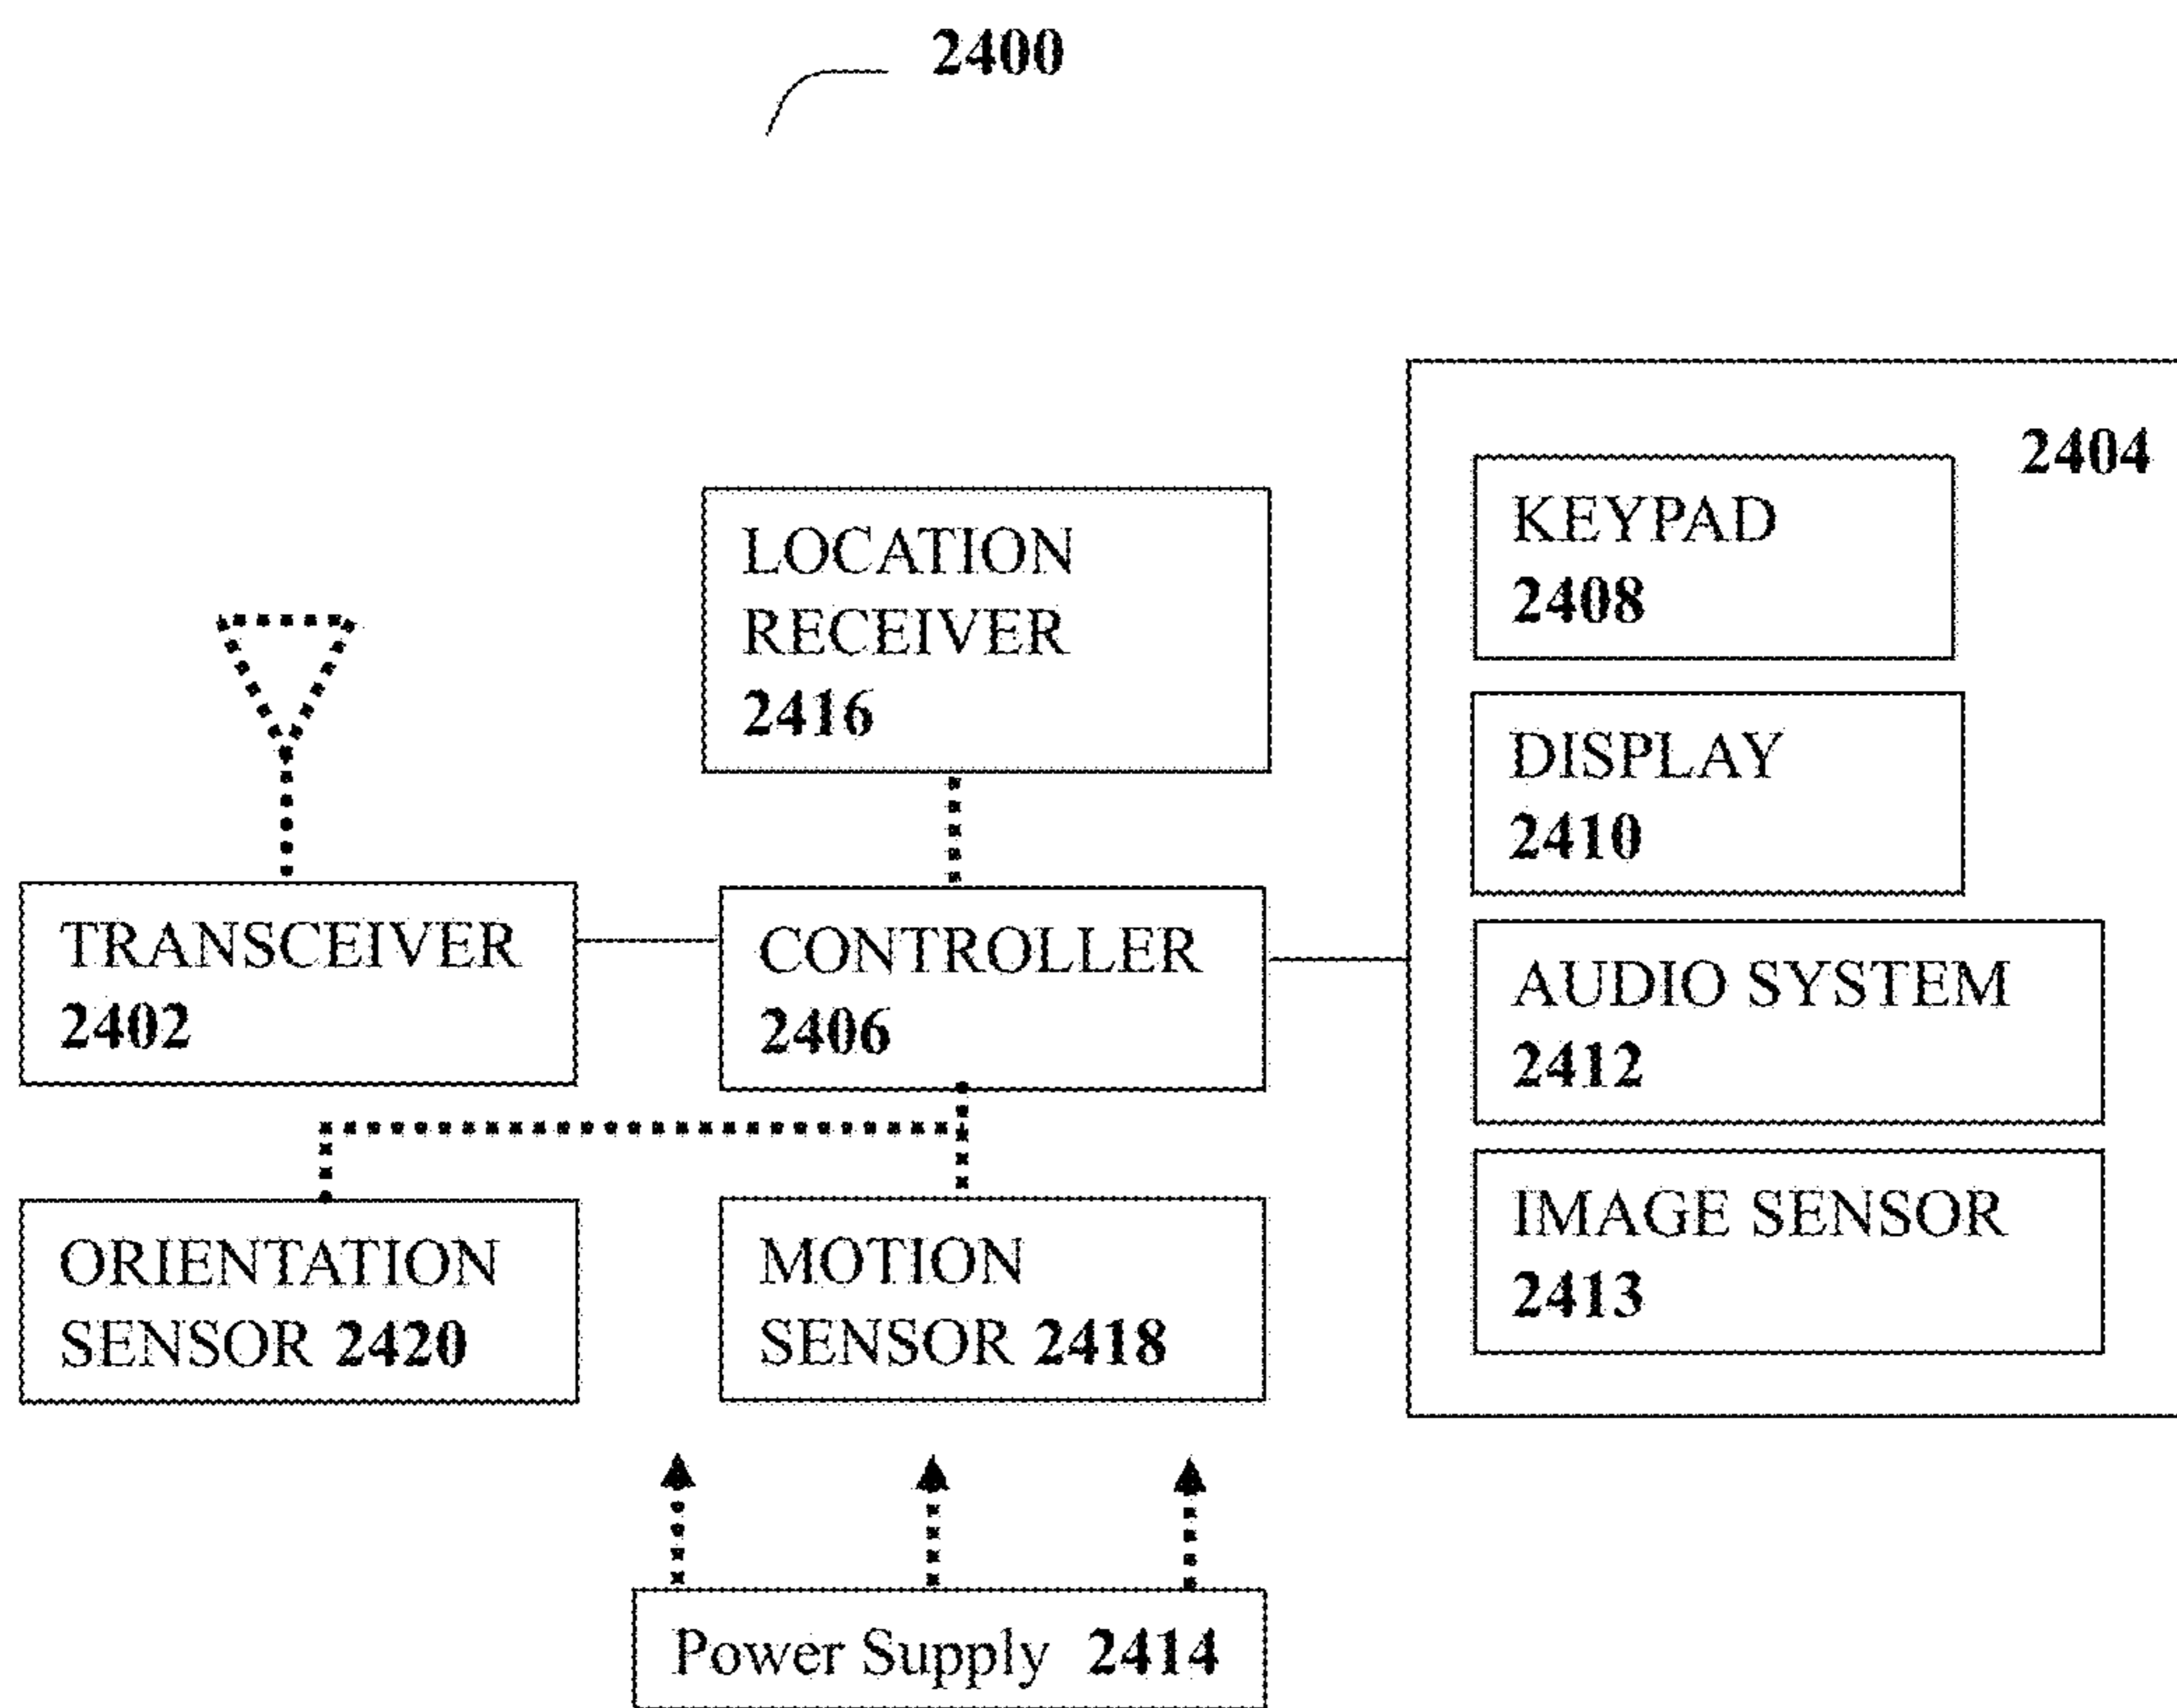 2400
2404
KEYPAD
2408
LOCATION
RECEIVER
2416
DISPLAY
2410
TRANSCEIVER
2402
CONTROLLER
2406
AUDIO SYSTEM
2412
IMAGE SENSOR
2413
ORIENTATION
SENSOR 2420
MOTION
SENSOR 2418
Power Supply 2414